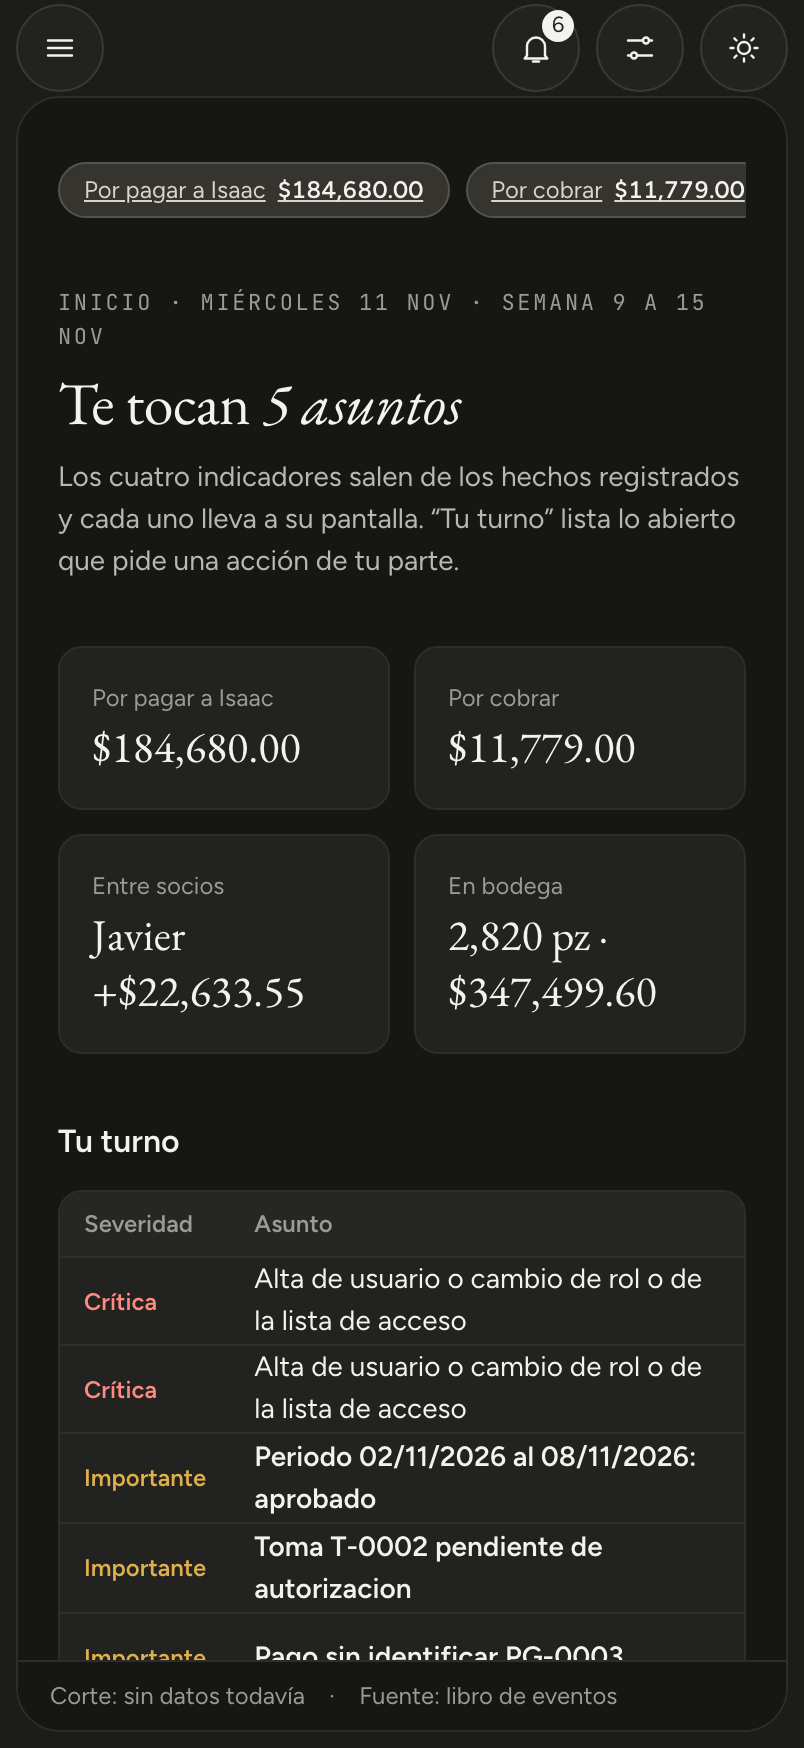 6
Por pagar a Isaac $184,680.00
Por cobrar $11,779.00
INICIO · MIÉRCOLES 11 NOV · SEMANA 9 A 15
NOV
Te tocan 5 asuntos
Los cuatro indicadores salen de los hechos registrados
y cada uno lleva a su pantalla. “Tu turno” lista lo abierto
que pide una acción de tu parte.
Por pagar a Isaac
$184,680.00
Por cobrar
$11,779.00
Entre socios
Javier
+$22,633.55
En bodega
2,820 pz ·
$347,499.60
Tu turno
Severidad Asunto
Crítica
Alta de usuario o cambio de rol o de
la lista de acceso
Crítica
Alta de usuario o cambio de rol o de
la lista de acceso
Importante
Periodo 02/11/2026 al 08/11/2026:
aprobado
Importante
Toma T-0002 pendiente de
autorizacion
Importante
Pago sin identificar PG-0003
Corte: sin datos todavía · Fuente: libro de eventos